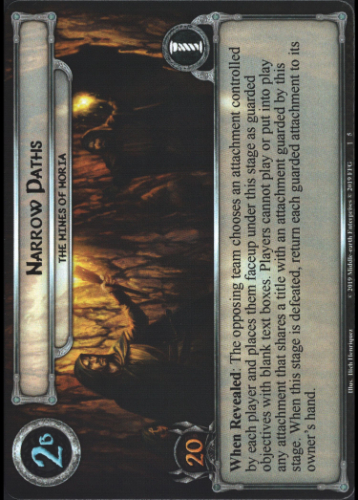 2B
NARROW PATHS
THE MINES OF MORIA
20
When Revealed: The opposing team chooses an attachment controlled
by each player and places them faceup under this stage as guarded
objectives with blank text boxes. Players cannot play or put into play
any attachment that shares a title with an attachment guarded by this
stage. When this stage is defeated, return each guarded attachment to its
owner's hand.
Illus. Bich Henriquez © 2019 Middle-earth Enterprises © 2019 FFG 5